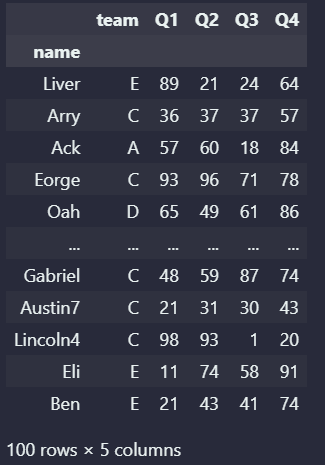 team Q1 Q2 Q3 Q4
name
Liver E 89 21 24 64
Arry C 36 37 37 57
Ack A 57 60 18 84
Eorge C 93 96 71 78
Oah D 65 49 61 86
... ... ... ... ... ...
Gabriel C 48 59 87 74
Austin7 C 21 31 30 43
Lincoln4 C 98 93 1 20
Eli E 11 74 58 91
Ben E 21 43 41 74
100 rows × 5 columns